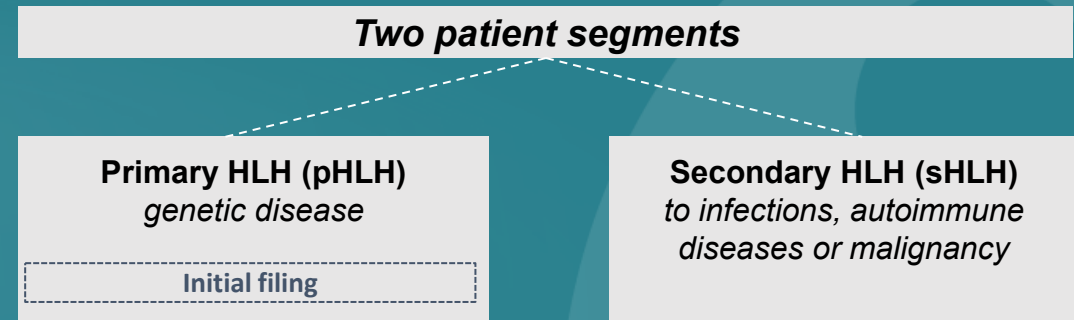 Two patient segments
Primary HLH (pHLH)
genetic disease
Initial filing
Secondary HLH (sHLH)
to infections, autoimmune
diseases or malignancy